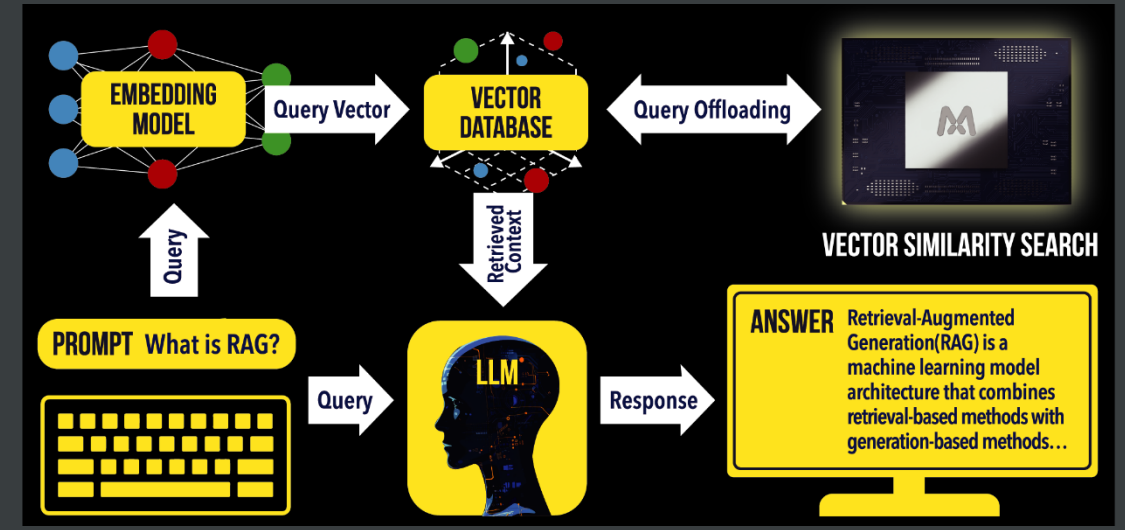 EMBEDDING
MODEL
Query Vector
VECTOR
DATABASE
Query Offloading
VECTOR SIMILARITY SEARCH
Query
Retrieved
Context
PROMPT What is RAG?
Query
LLM
Response
ANSWER
Retrieval-Augmented
Generation(RAG) is a
machine learning model
architecture that combines
retrieval-based methods with
generation-based methods…